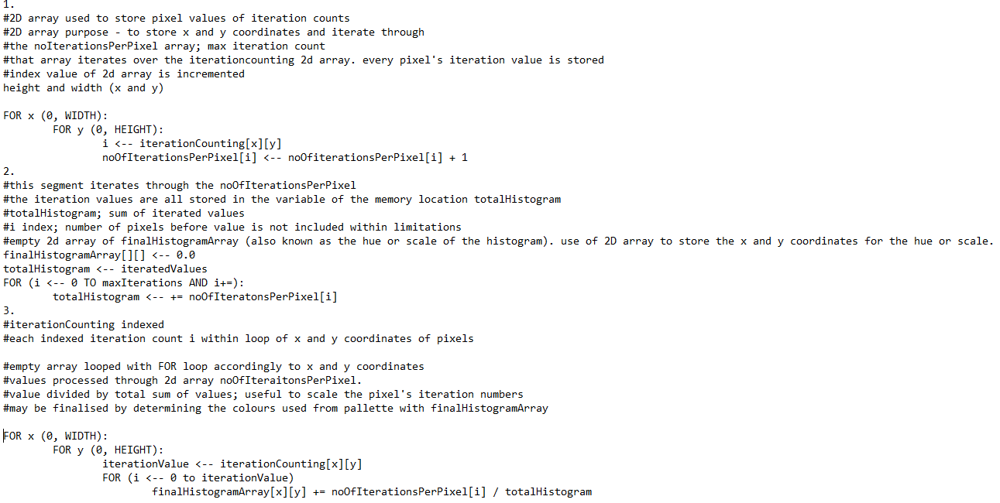 1.
#2D array used to store pixel values of iteration counts
#2D array purpose - to store x and y coordinates and iterate through
#the noIterationsPerPixel array; max iteration count
#that array iterates over the iterationcounting 2d array. every pixel's iteration value is stored
#index value of 2d array is incremented
height and width (x and y)

FOR x (0, WIDTH):
        FOR y (0, HEIGHT):
                i <-- iterationCounting[x][y]
                noOfIterationsPerPixel[i] <-- noOfiterationsPerPixel[i] + 1
2.
#this segment iterates through the noOfIterationsPerPixel
#the iteration values are all stored in the variable of the memory location totalHistogram
#totalHistogram; sum of iterated values
#i index; number of pixels before value is not included within limitations
#empty 2d array of finalHistogramArray (also known as the hue or scale of the histogram). use of 2D array to store the x and y coordinates for the hue or scale.
finalHistogramArray[][] <-- 0.0
totalHistogram <-- iteratedValues
FOR (i <-- 0 TO maxIterations AND i+=):
        totalHistogram <-- += noOfIteratonsPerPixel[i]
3.
#iterationCounting indexed
#each indexed iteration count i within loop of x and y coordinates of pixels

#empty array looped with FOR loop accordingly to x and y coordinates
#values processed through 2d array noOfIteraitonsPerPixel.
#value divided by total sum of values; useful to scale the pixel's iteration numbers
#may be finalised by determining the colours used from pallette with finalHistogramArray

FOR x (0, WIDTH):
        FOR y (0, HEIGHT):
                iterationValue <-- iterationCounting[x][y]
                FOR (i <-- 0 to iterationValue)
                        finalHistogramArray[x][y] += noOfIterationsPerPixel[i] / totalHistogram